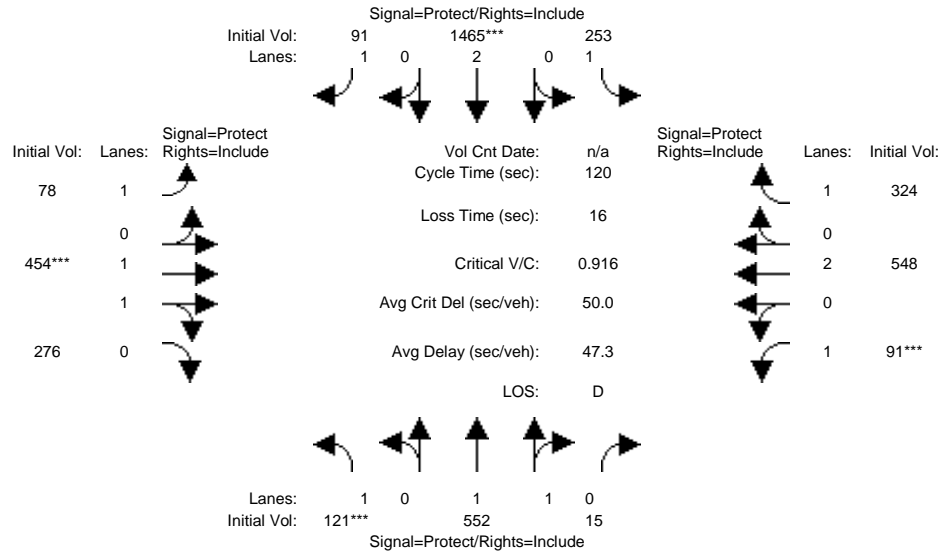 Signal=Protect/Rights=Include
Initial Vol: 91 1465*** 253
Lanes: 1 0 2 0 1
Signal=Protect
Initial Vol: Lanes: Rights=Include
Vol Cnt Date: n/a
Signal=Protect
Rights=Include Lanes: Initial Vol:
Cycle Time (sec): 120
78 1
1 324
Loss Time (sec): 16
0
0
454*** 1
Critical V/C: 0.916
2 548
1
Avg Crit Del (sec/veh): 50.0
0
276 0
Avg Delay (sec/veh): 47.3
1 91***
LOS: D
Lanes: 1 0 1 1 0
Initial Vol: 121*** 552 15
Signal=Protect/Rights=Include